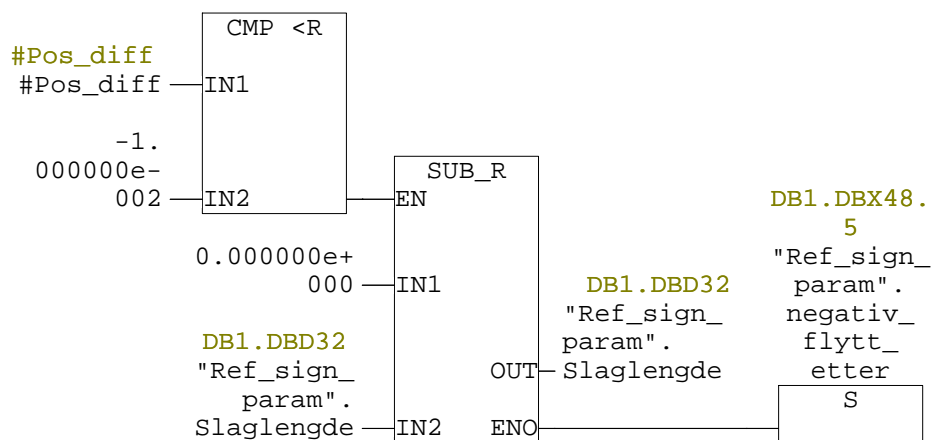 CMP <R
#Pos_diff
#Pos_diff
IN1
-1.
000000e-
002
IN2
SUB_R
EN
0.000000e+
000
IN1
DB1.DBD32
"Ref_sign_
param".
Slaglengde
IN2
DB1.DBD32
"Ref_sign_
param".
Slaglengde
OUT
ENO
DB1.DBX48.
5
"Ref_sign_
param".
negativ_
flytt_
etter
S